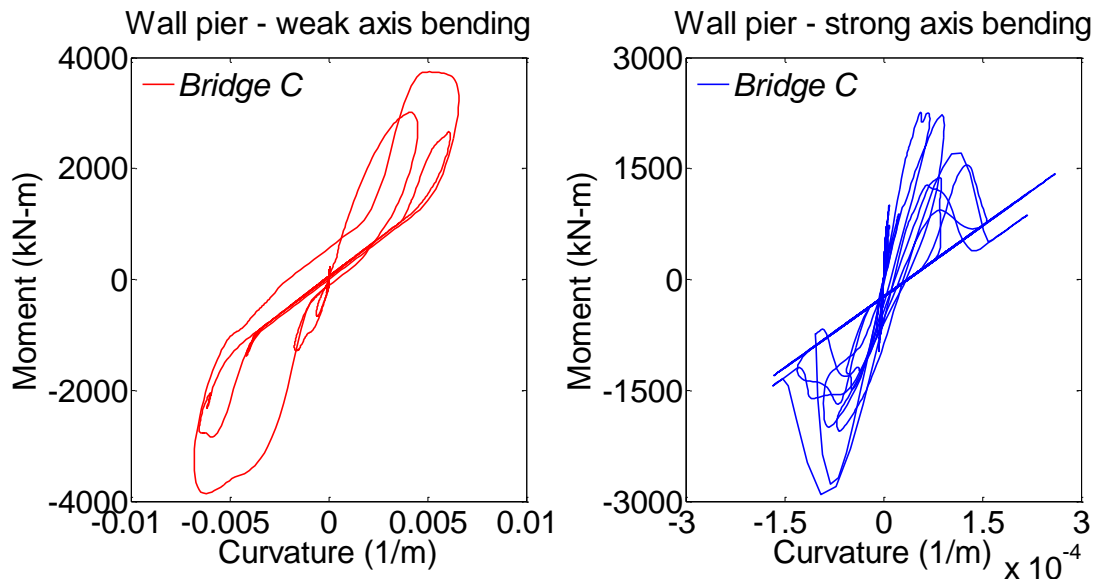 Wall pier - weak axis bending
4000
2000
0
-2000
-4000
Moment (kN-m)
Bridge C
-0.01 -0.005 0 0.005 0.01
Curvature (1/m)
Wall pier - strong axis bending
3000
1500
0
-1500
-3000
Moment (kN-m)
Bridge C
-3 -1.5 0 1.5 3
Curvature (1/m)
x 10-4